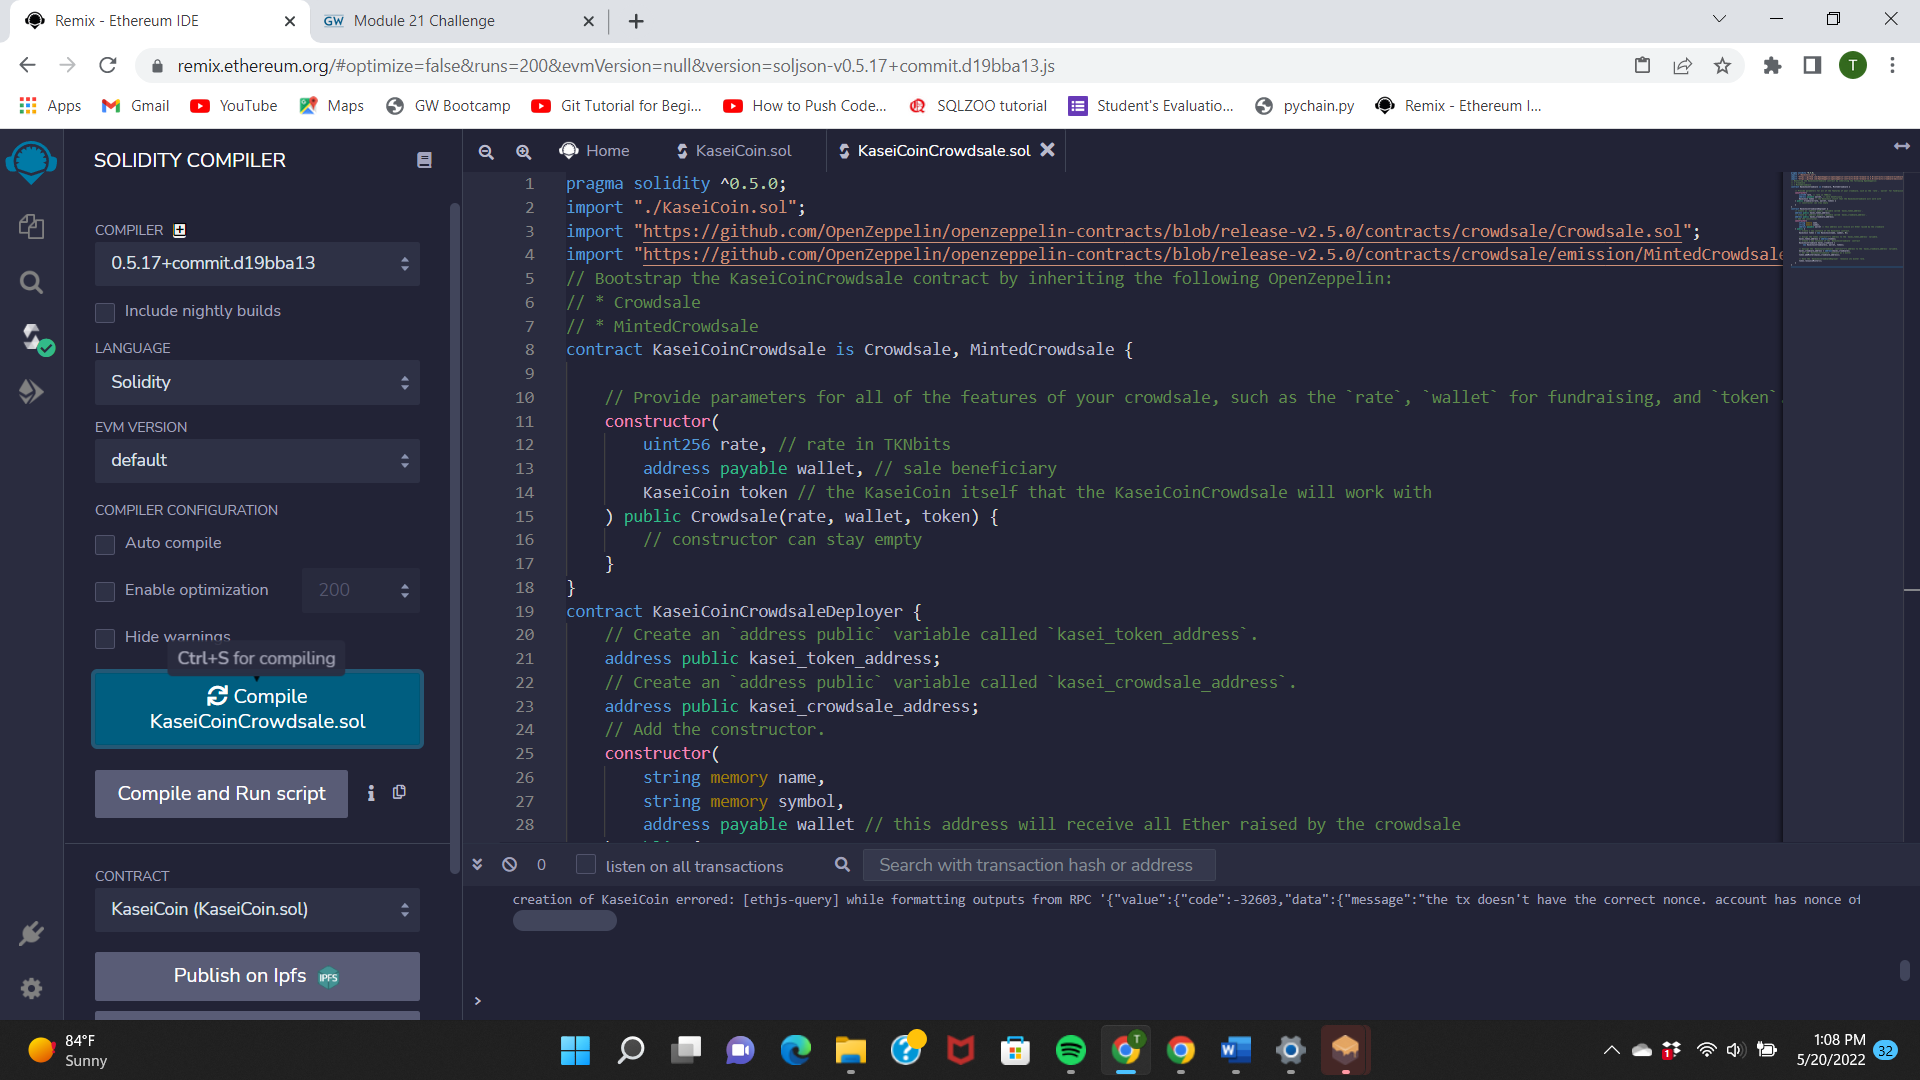 Remix - Ethereum IDE
GW Module 21 Challenge
remix.ethereum.org/#optimize=false&runs=200&evmVersion=null&version=soljson-v0.5.17+commit.d19bba13.js
T
Apps
Gmail
YouTube
Maps
GW Bootcamp
Git Tutorial for Begi...
How to Push Code...
SQLZOO tutorial
Student's Evaluatio...
pychain.py
Remix - Ethereum I...
SOLIDITY COMPILER
COMPILER
0.5.17+commit.d19bba13
Include nightly builds
LANGUAGE
Solidity
EVM VERSION
default
COMPILER CONFIGURATION
Auto compile
Enable optimization
200
Hide warnings
Ctrl+S for compiling
Compile
KaseiCoinCrowdsale.sol
Compile and Run script
CONTRACT
KaseiCoin (KaseiCoin.sol)
Publish on Ipfs IPFS
Home
KaseiCoin.sol
KaseiCoinCrowdsale.sol
1 pragma solidity ^0.5.0;
2 import "./KaseiCoin.sol";
3 import "https://github.com/OpenZeppelin/openzeppelin-contracts/blob/release-v2.5.0/contracts/crowdsale/Crowdsale.sol";
4 import "https://github.com/OpenZeppelin/openzeppelin-contracts/blob/release-v2.5.0/contracts/crowdsale/emission/MintedCrowdsale
5 // Bootstrap the KaseiCoinCrowdsale contract by inheriting the following OpenZeppelin:
6 // * Crowdsale
7 // * MintedCrowdsale
8 contract KaseiCoinCrowdsale is Crowdsale, MintedCrowdsale {
9
10 // Provide parameters for all of the features of your crowdsale, such as the `rate`, `wallet` for fundraising, and `token`
11 constructor(
12 uint256 rate, // rate in TKNbits
13 address payable wallet, // sale beneficiary
14 KaseiCoin token // the KaseiCoin itself that the KaseiCoinCrowdsale will work with
15 ) public Crowdsale(rate, wallet, token) {
16 // constructor can stay empty
17 }
18 }
19 contract KaseiCoinCrowdsaleDeployer {
20 // Create an `address public` variable called `kasei_token_address`.
21 address public kasei_token_address;
22 // Create an `address public` variable called `kasei_crowdsale_address`.
23 address public kasei_crowdsale_address;
24 // Add the constructor.
25 constructor(
26 string memory name,
27 string memory symbol,
28 address payable wallet // this address will receive all Ether raised by the crowdsale
0
listen on all transactions
Search with transaction hash or address
creation of KaseiCoin errored: [ethjs-query] while formatting outputs from RPC '{"value":{"code":-32603,"data":{"message":"the tx doesn't have the correct nonce. account has nonce of
>
84°F
Sunny
T
1
1:08 PM
5/20/2022
32